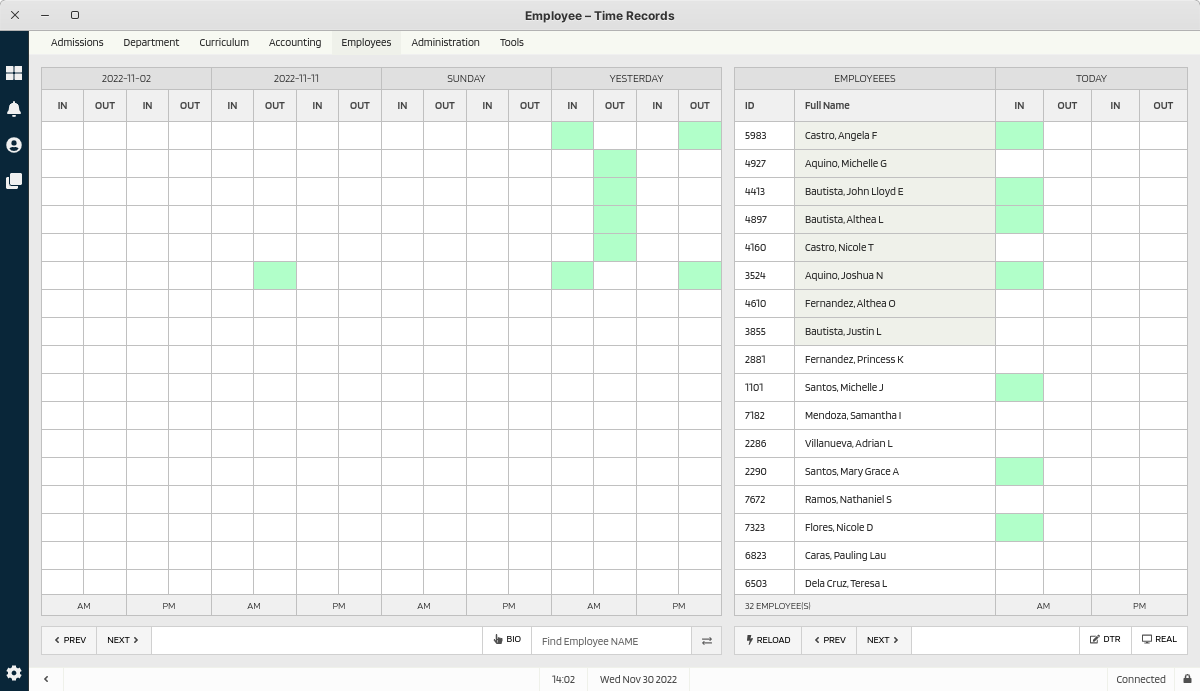 Employee – Time Records
Admissions Department Curriculum Accounting Employees Administration Tools
2022-11-02 2022-11-11 SUNDAY YESTERDAY
IN OUT IN OUT IN OUT IN OUT IN OUT IN OUT IN OUT IN OUT
AM PM AM PM AM PM AM PM
PREV NEXT BIO Find Employee NAME
EMPLOYEEES TODAY
ID Full Name IN OUT IN OUT
5983 Castro, Angela F
4927 Aquino, Michelle G
4413 Bautista, John Lloyd E
4897 Bautista, Althea L
4160 Castro, Nicole T
3524 Aquino, Joshua N
4610 Fernandez, Althea O
3855 Bautista, Justin L
2881 Fernandez, Princess K
1101 Santos, Michelle J
7182 Mendoza, Samantha I
2286 Villanueva, Adrian L
2290 Santos, Mary Grace A
7672 Ramos, Nathaniel S
7323 Flores, Nicole D
6823 Caras, Pauling Lau
6503 Dela Cruz, Teresa L
32 EMPLOYEE(S) AM PM
RELOAD PREV NEXT DTR REAL
14:02 Wed Nov 30 2022 Connected